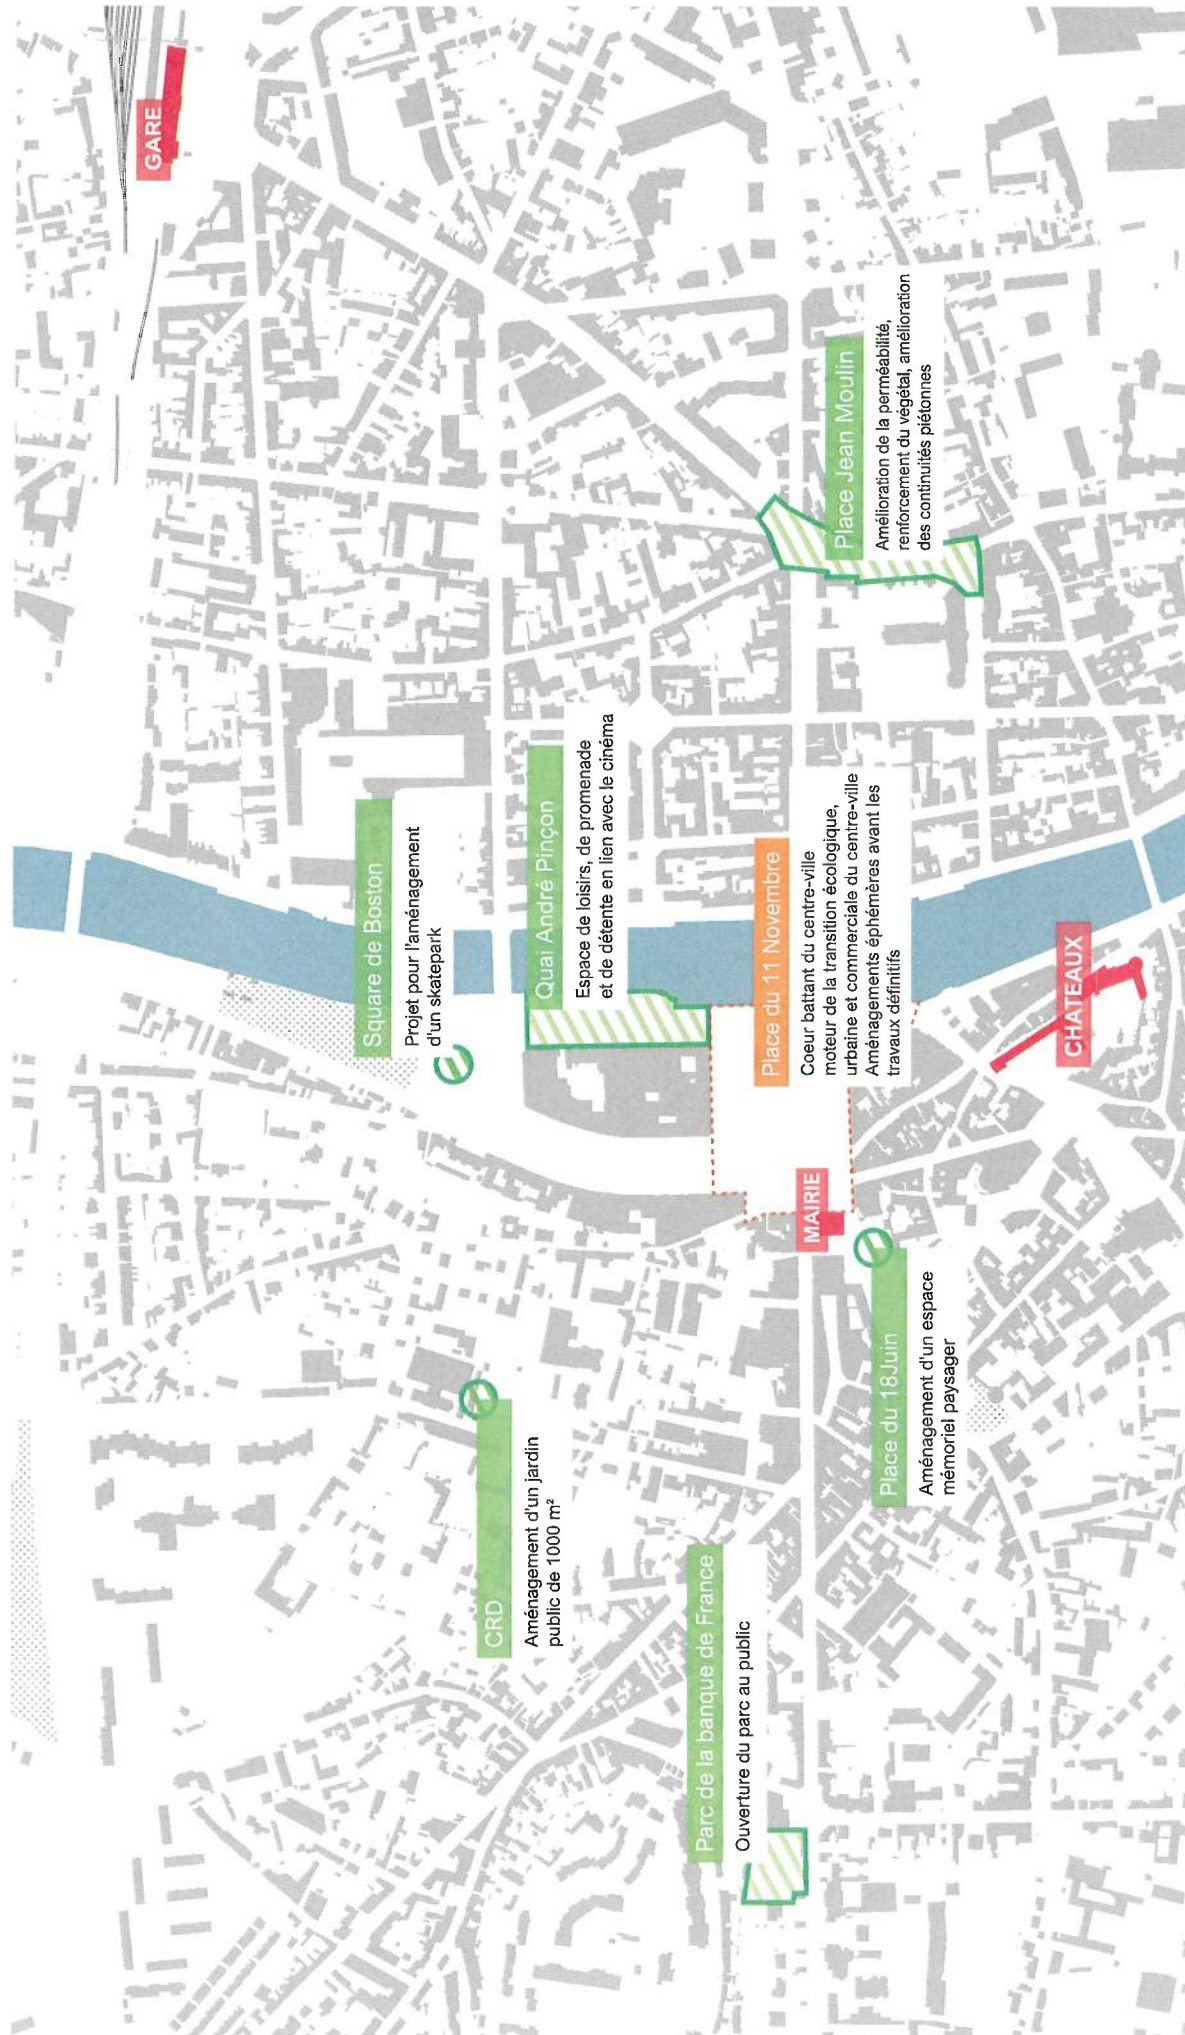 GARE
Square de Boston
Projet pour l'aménagement
d'un skatepark
CRD
Aménagement d'un jardin
public de 1000 m²
Quai André Pinçon
Espace de loisirs, de promenade
et de détente en lien avec le cinéma
Parc de la banque de France
Ouverture du parc au public
Place du 11 Novembre
Coeur battant du centre-ville
moteur de la transition écologique,
urbaine et commerciale du centre-ville
Aménagements éphémères avant les
travaux définitifs
MAIRIE
Place Jean Moulin
Amélioration de la perméabilité,
renforcement du végétal, amélioration
des continuités piétonnes
Place du 18Juin
Aménagement d'un espace
mémoriel paysager
CHATEAUX